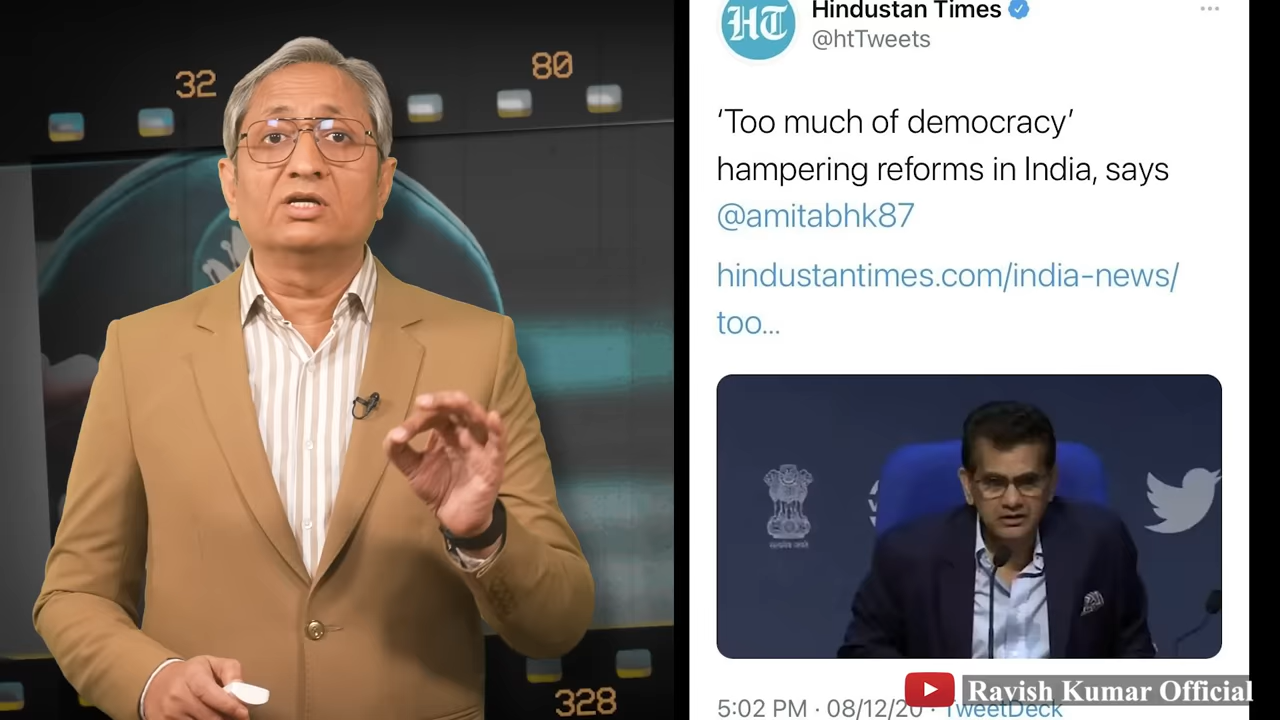 32
80
328
HT
Hindustan Times
@htTweets
‘Too much of democracy’
hampering reforms in India, says
@amitabhk87
hindustantimes.com/india-news/
too...
5:02 PM · 08/12/20 · TweetDeck
Ravish Kumar Official